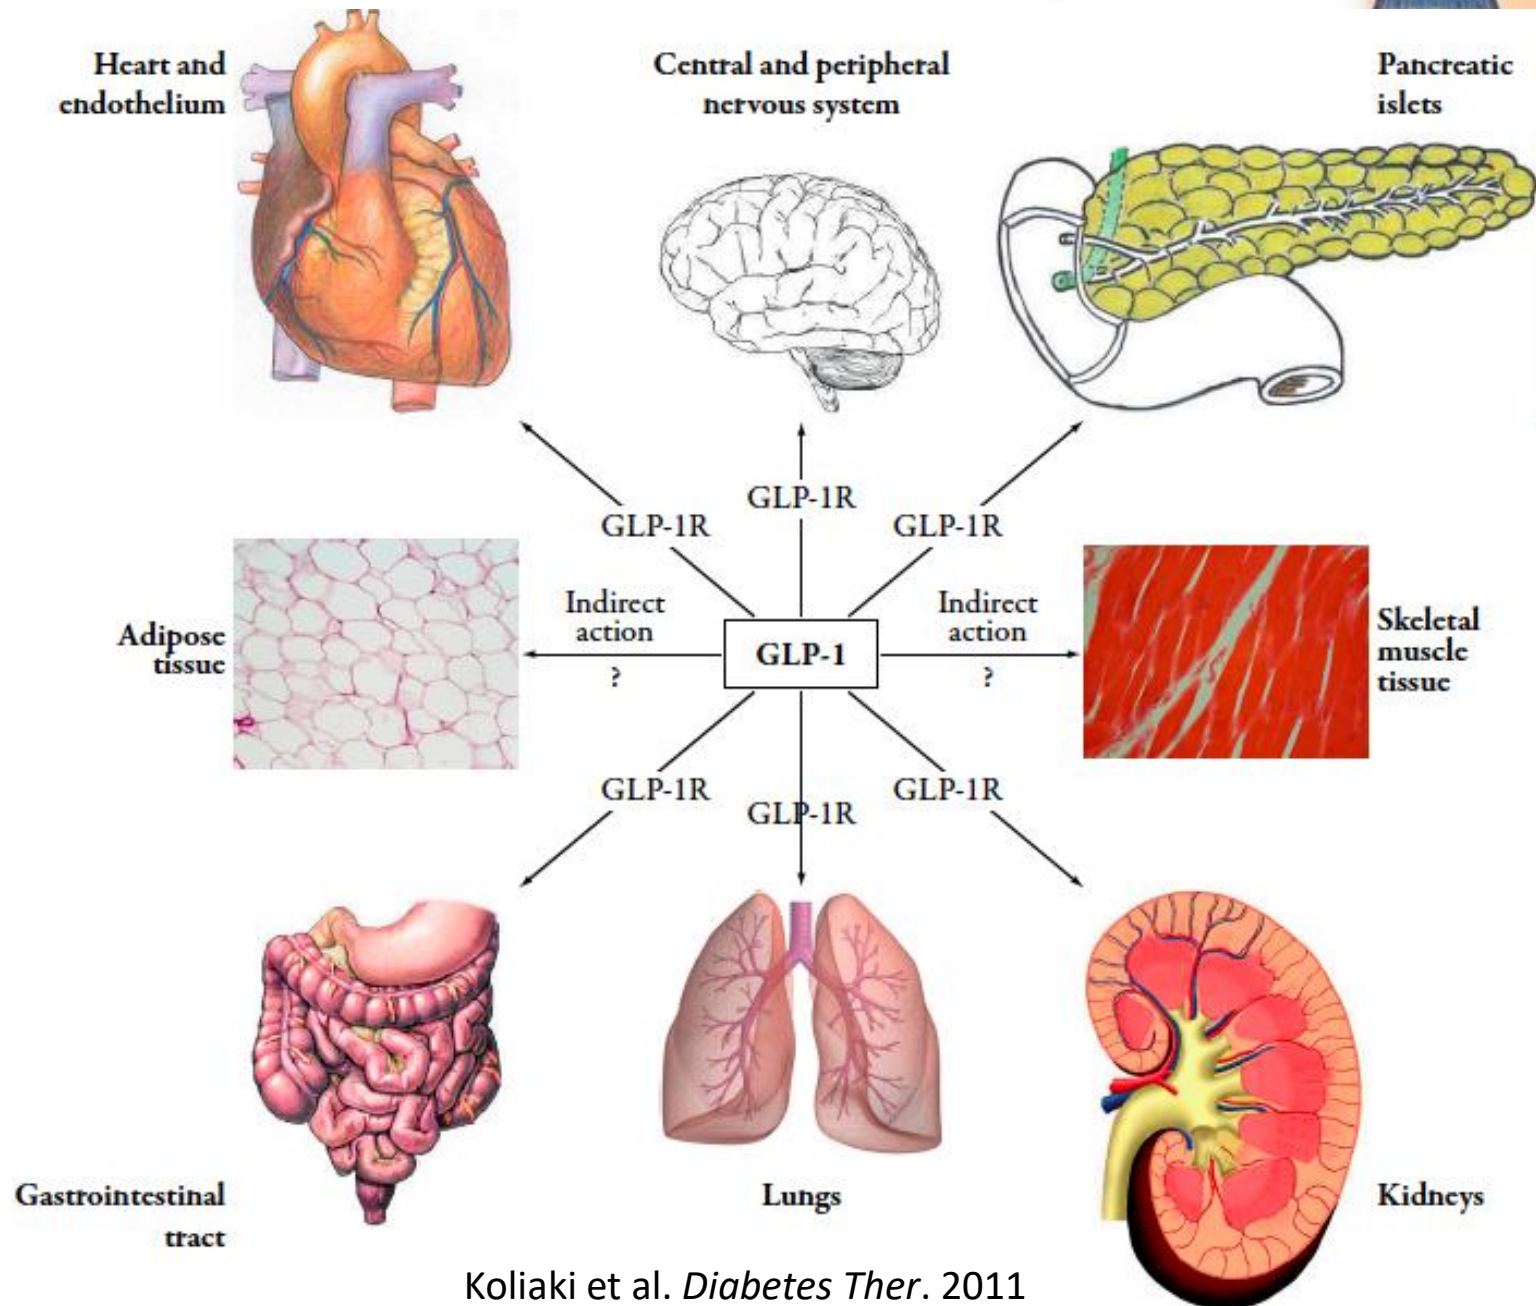 Heart and
endothelium
Central and peripheral
nervous system
Pancreatic
islets
GLP-1R
GLP-1R
GLP-1R
Adipose
tissue
Indirect
action
?
GLP-1
Indirect
action
?
Skeletal
muscle
tissue
GLP-1R
GLP-1R
GLP-1R
Gastrointestinal
tract
Lungs
Kidneys
Koliaki et al. Diabetes Ther. 2011